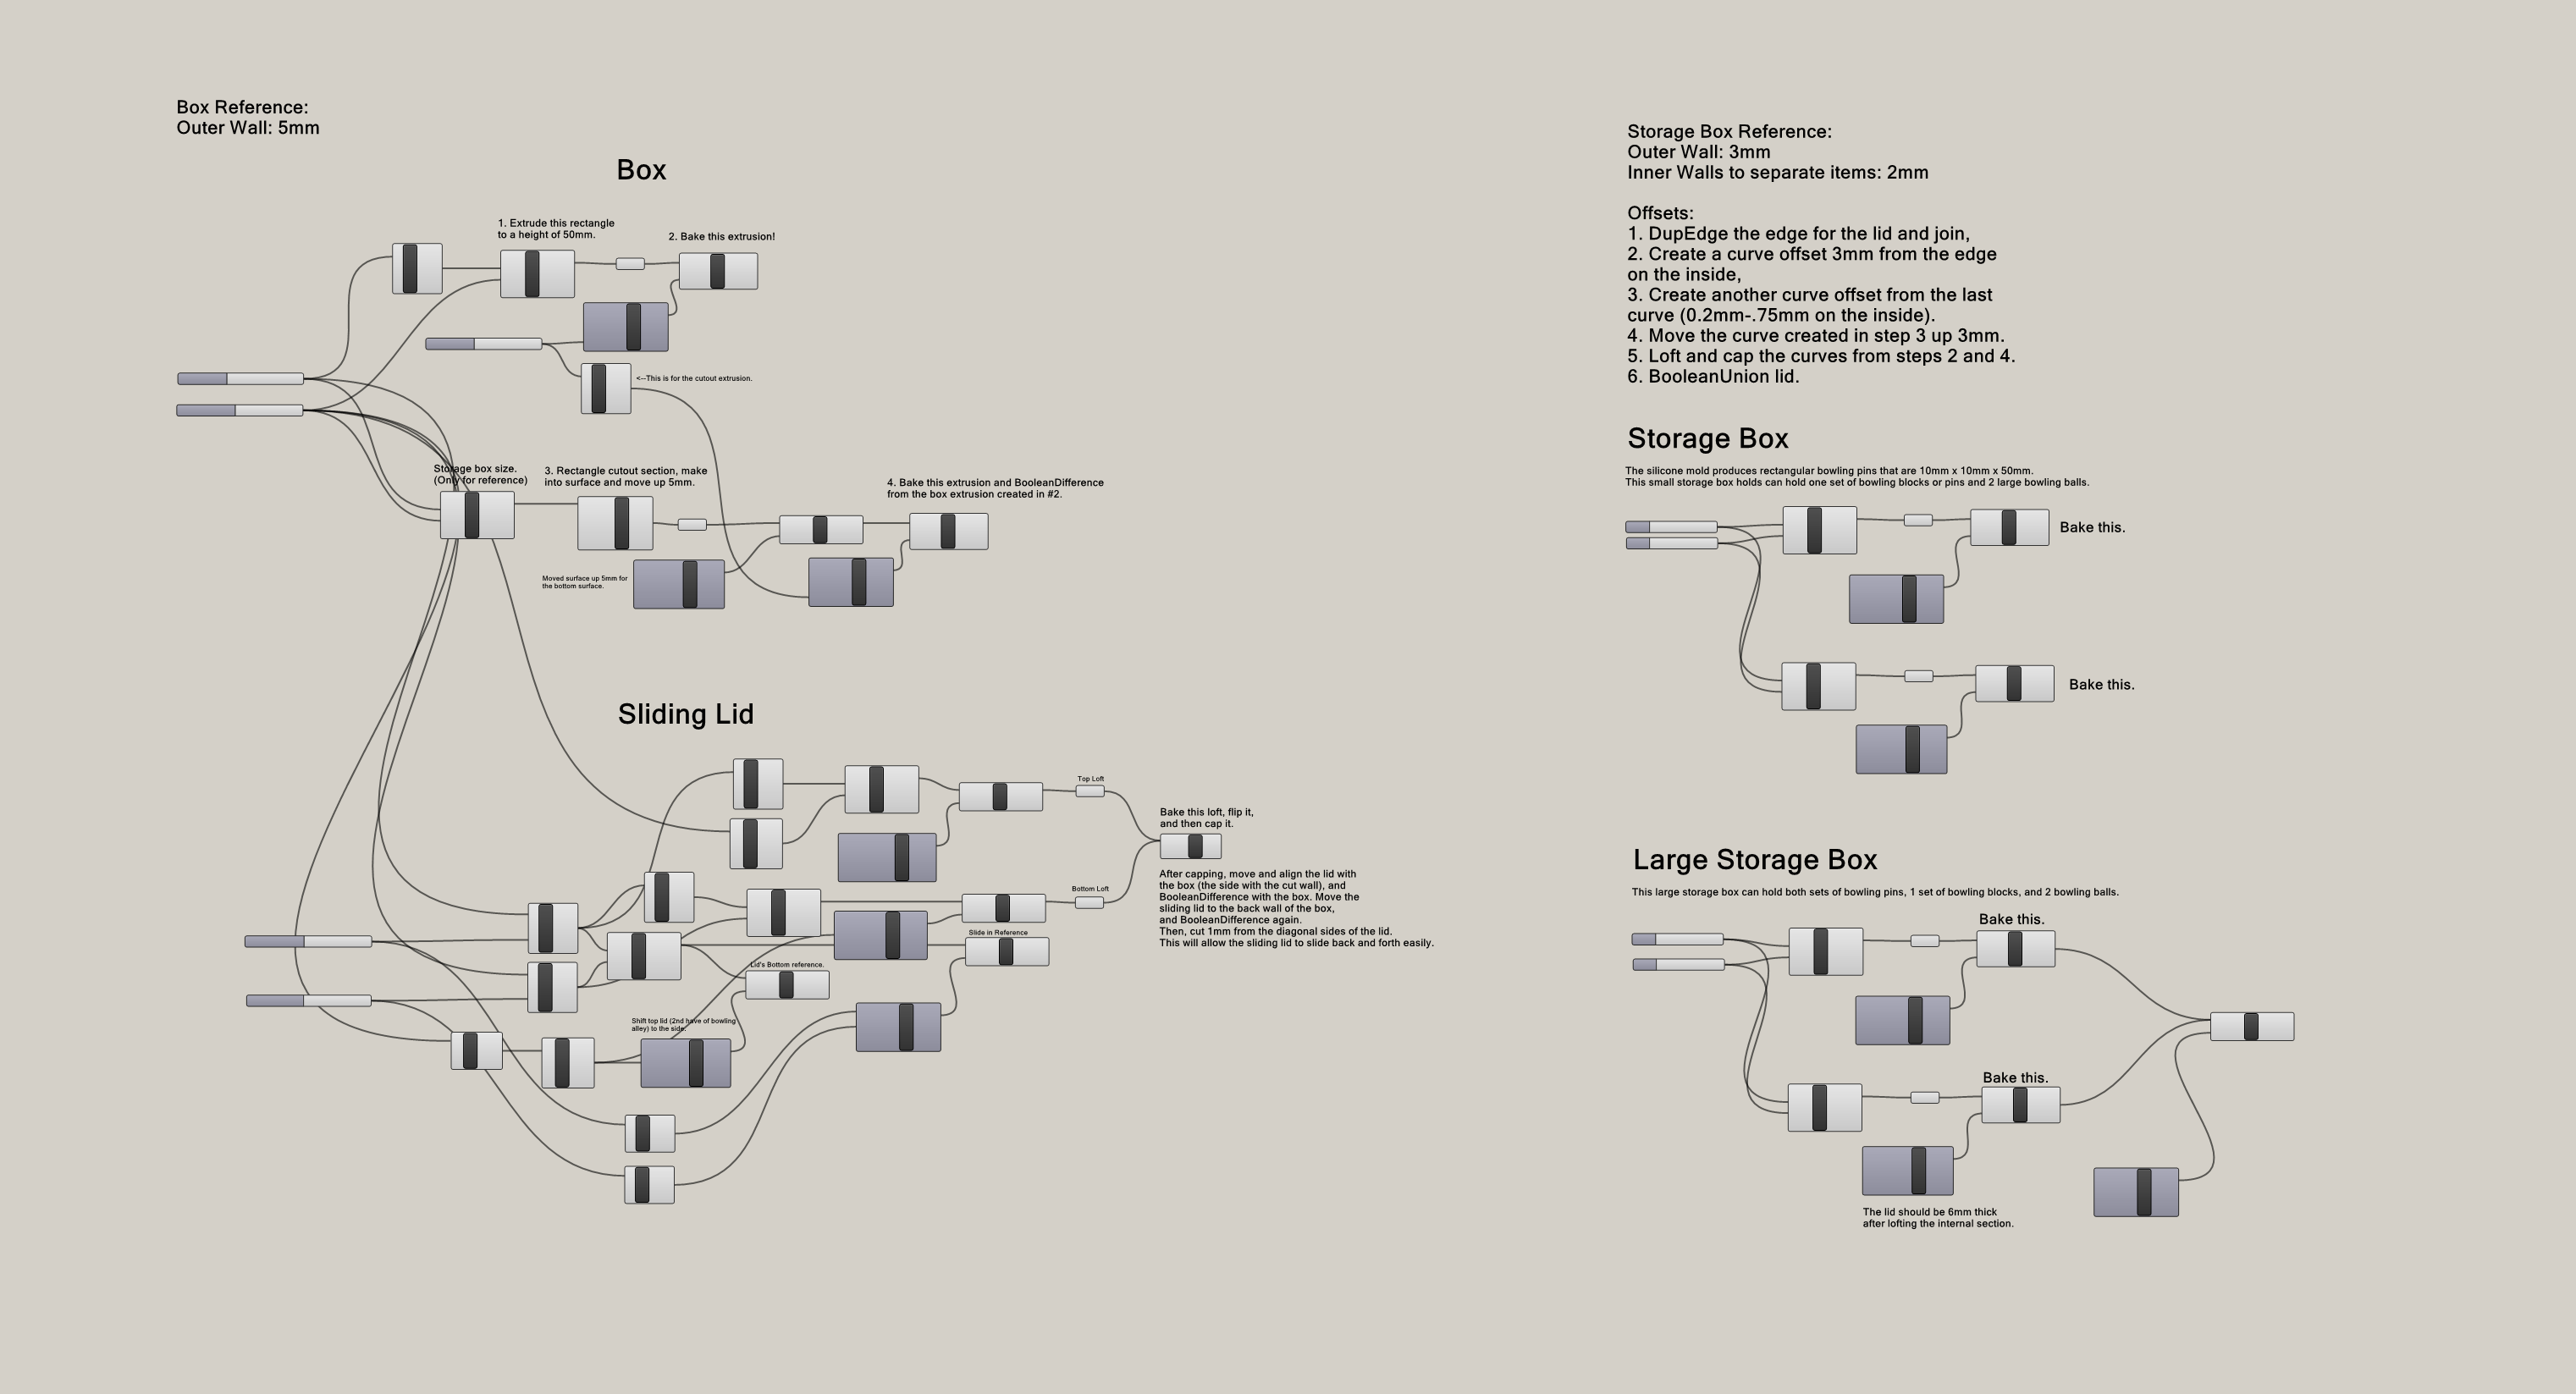 Box Reference:
Outer Wall: 5mm
Box
1. Extrude this rectangle
to a height of 50mm.
2. Bake this extrusion!
<--This is for the cutout extrusion.
Storage box size.
(Only for reference)
3. Rectangle cutout section, make
into surface and move up 5mm.
4. Bake this extrusion and BooleanDifference
from the box extrusion created in #2.
Moved surface up 5mm for
the bottom surface.
Sliding Lid
Top Loft
Bake this loft, flip it,
and then cap it.
After capping, move and align the lid with
the box (the side with the cut wall), and
BooleanDifference with the box. Move the
sliding lid to the back wall of the box,
and BooleanDifference again.
Then, cut 1mm from the diagonal sides of the lid.
This will allow the sliding lid to slide back and forth easily.
Bottom Loft
Slide in Reference
Lid's Bottom reference.
Shift top lid (2nd have of bowling
alley) to the side.
Storage Box Reference:
Outer Wall: 3mm
Inner Walls to separate items: 2mm
Offsets:
1. DupEdge the edge for the lid and join,
2. Create a curve offset 3mm from the edge
on the inside,
3. Create another curve offset from the last
curve (0.2mm-.75mm on the inside).
4. Move the curve created in step 3 up 3mm.
5. Loft and cap the curves from steps 2 and 4.
6. BooleanUnion lid.
Storage Box
The silicone mold produces rectangular bowling pins that are 10mm x 10mm x 50mm.
This small storage box holds can hold one set of bowling blocks or pins and 2 large bowling balls.
Bake this.
Bake this.
Large Storage Box
This large storage box can hold both sets of bowling pins, 1 set of bowling blocks, and 2 bowling balls.
Bake this.
Bake this.
The lid should be 6mm thick
after lofting the internal section.